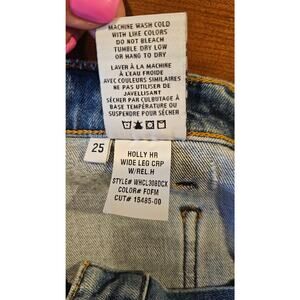 MACHINE WASH COLD
WITH LIKE COLORS
DO NOT BLEACH
TUMBLE DRY LOW
OR HANG TO DRY
LAVER À LA MACHINE
À L'EAU FROIDE
AVEC COULEURS SIMILAIRES
NE PAS UTILISER DE
JAVELLISANT
SÉCHER PAR CULBUTAGE À
BASE TEMPÉRATURE OU
SUSPENDRE POUR SÉCHER
25
HOLLY HR
WIDE LEG CRP
W/REL.H
STYLE# WHCL308DCX
COLOR# FOFM
CUT# 15485-00